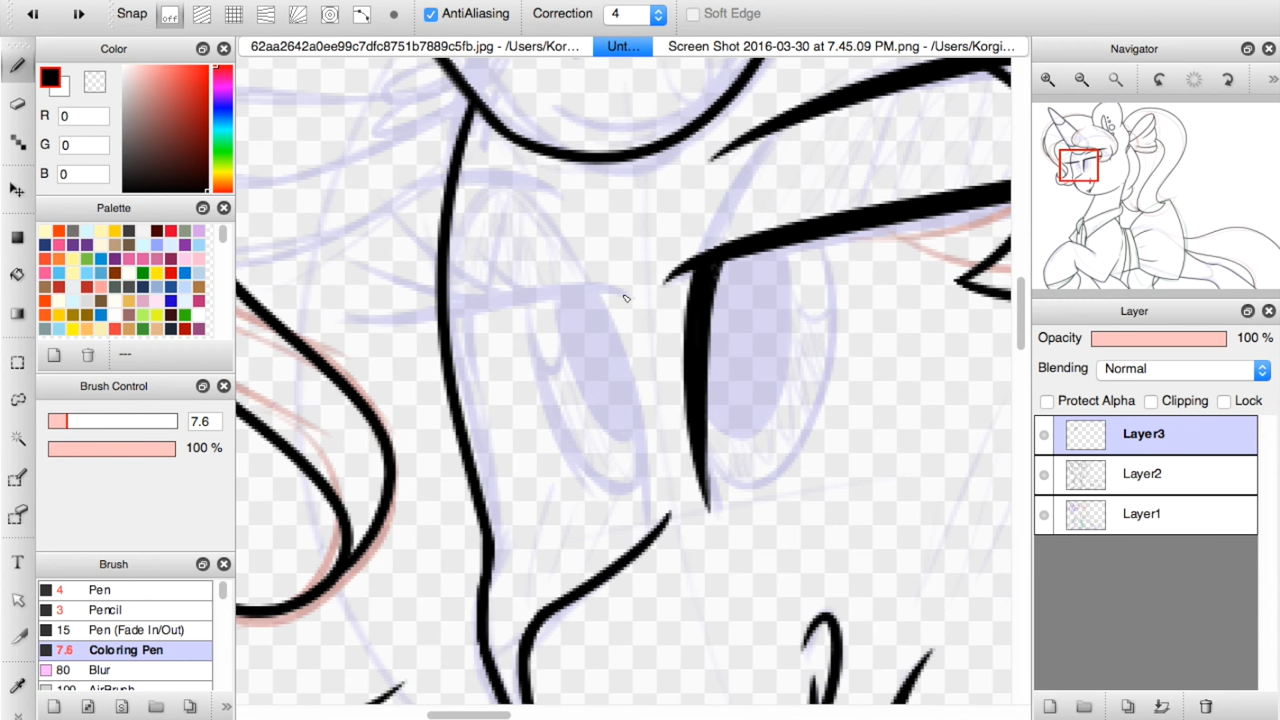 Snap
off
AntiAliasing
Correction
4
Soft Edge
Color
62aa2642a0ee99c7dfc8751b7889c5fb.jpg - /Users/Kor...
Unt...
Screen Shot 2016-03-30 at 7.45.09 PM.png - /Users/Korgi...
Navigator
R 0
G 0
B 0
Palette
---
Brush Control
7.6
100 %
Brush
4 Pen
3 Pencil
15 Pen (Fade In/Out)
7.6 Coloring Pen
80 Blur
100 AirBrush
T
Layer
Opacity 100 %
Blending Normal
Protect Alpha Clipping Lock
Layer3
Layer2
Layer1